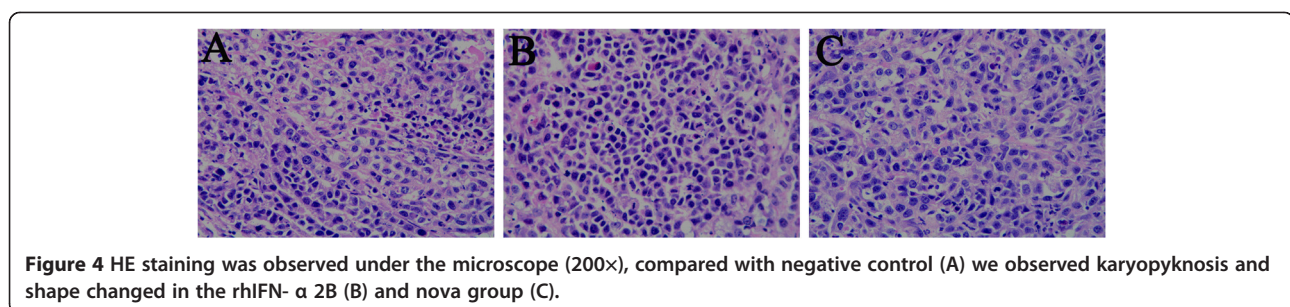 A B C
Figure 4 HE staining was observed under the microscope (200×), compared with negative control (A) we observed karyopyknosis and
shape changed in the rhIFN- α 2B (B) and nova group (C).